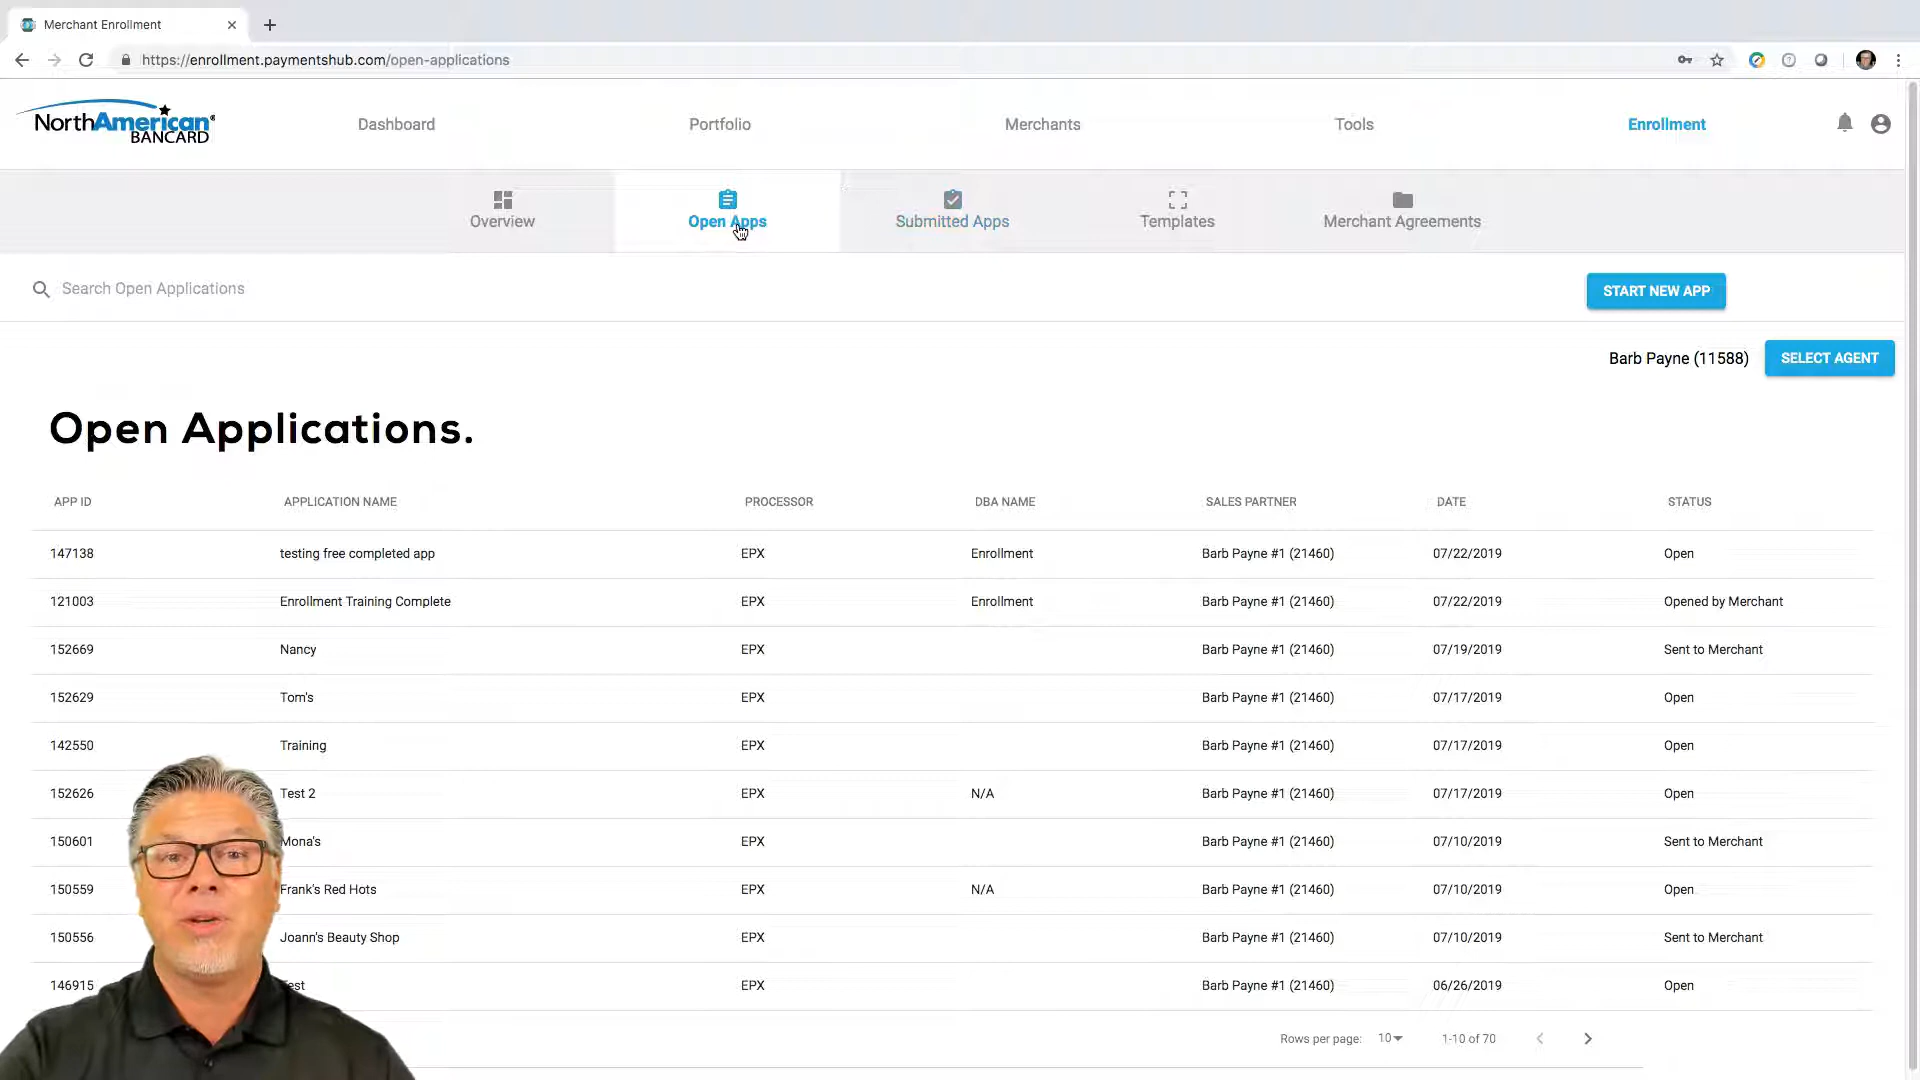 Merchant Enrollment
https://enrollment.paymentshub.com/open-applications
NorthAmerican® BANCARD
Dashboard
Portfolio
Merchants
Tools
Enrollment
Overview
Open Apps
Submitted Apps
Templates
Merchant Agreements
Search Open Applications
START NEW APP
Barb Payne (11588)
SELECT AGENT
Open Applications.
APP ID APPLICATION NAME PROCESSOR DBA NAME SALES PARTNER DATE STATUS
147138 testing free completed app EPX Enrollment Barb Payne #1 (21460) 07/22/2019 Open
121003 Enrollment Training Complete EPX Enrollment Barb Payne #1 (21460) 07/22/2019 Opened by Merchant
152669 Nancy EPX Barb Payne #1 (21460) 07/19/2019 Sent to Merchant
152629 Tom's EPX Barb Payne #1 (21460) 07/17/2019 Open
142550 Training EPX Barb Payne #1 (21460) 07/17/2019 Open
152626 Test 2 EPX N/A Barb Payne #1 (21460) 07/17/2019 Open
150601 Mona's EPX Barb Payne #1 (21460) 07/10/2019 Sent to Merchant
150559 Frank's Red Hots EPX N/A Barb Payne #1 (21460) 07/10/2019 Open
150556 Joann's Beauty Shop EPX Barb Payne #1 (21460) 07/10/2019 Sent to Merchant
146915 EPX Barb Payne #1 (21460) 06/26/2019 Open
Rows per page: 10 1-10 of 70